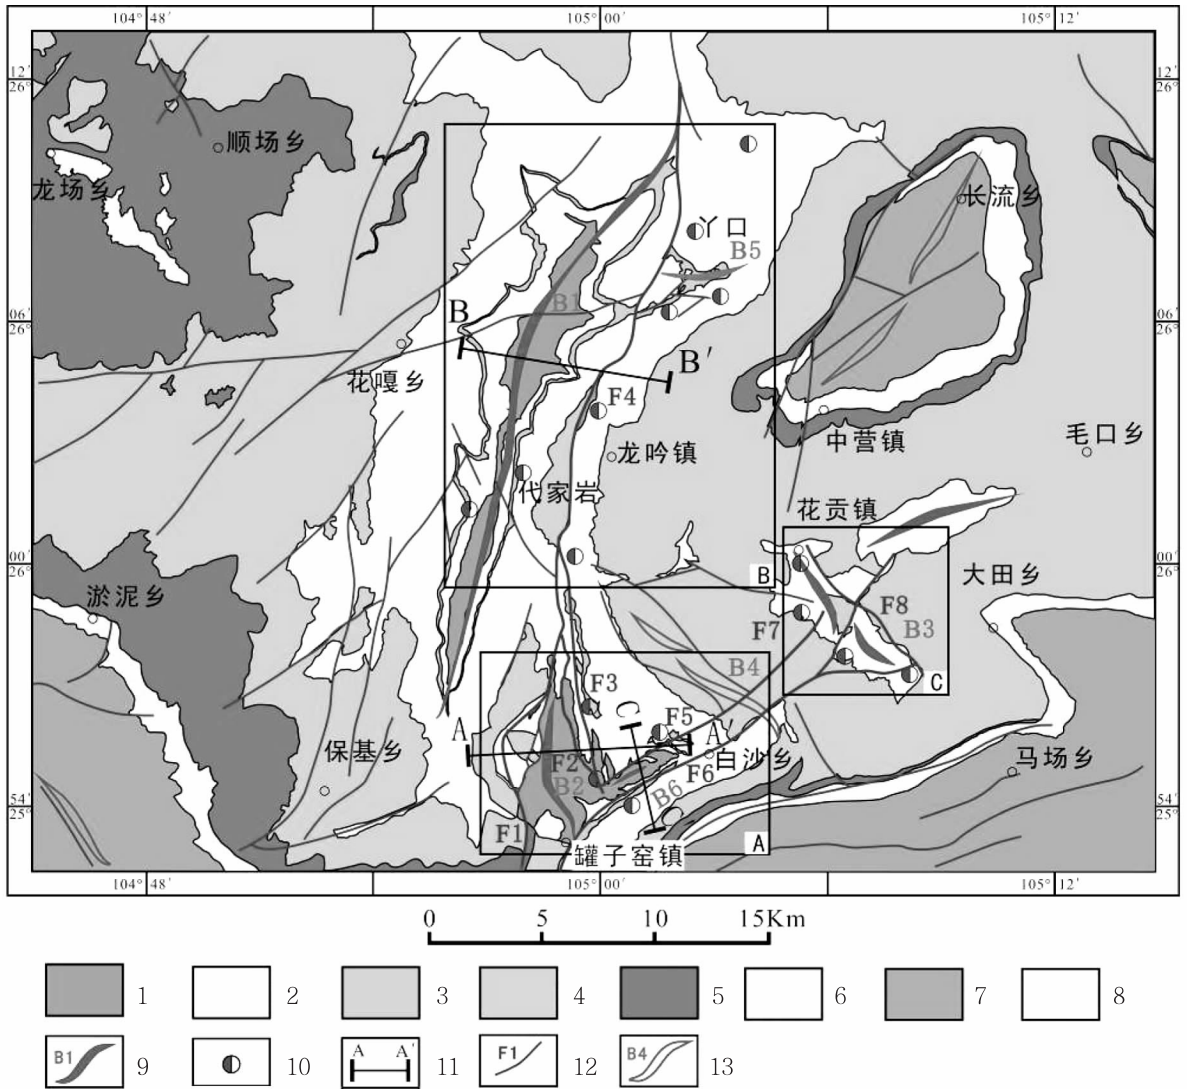 104°48′ 105°00′ 105°12′
12′ 12′
26° 26°
顺场乡
龙场乡
长流乡
丫口
B5
B1
06′ B 06′
26° 26°
B′
花嘎乡
F4
中营镇
毛口乡
龙吟镇
代家岩
花贡镇
00′ 00′
26° B 26°
大田乡
淤泥乡
F8
F7 B3
B4
C
F3
C
F5
A A′
保基乡 F2 F6 白沙乡 马场乡
B2
B6
54′ 54′
25° 25°
F1
A
罐子窑镇
104°48′ 105°00′ 105°12′
0 5 10 15Km
1 2 3 4 5 6 7 8
B1 9 10 A A′ 11 F1 12 B4 13